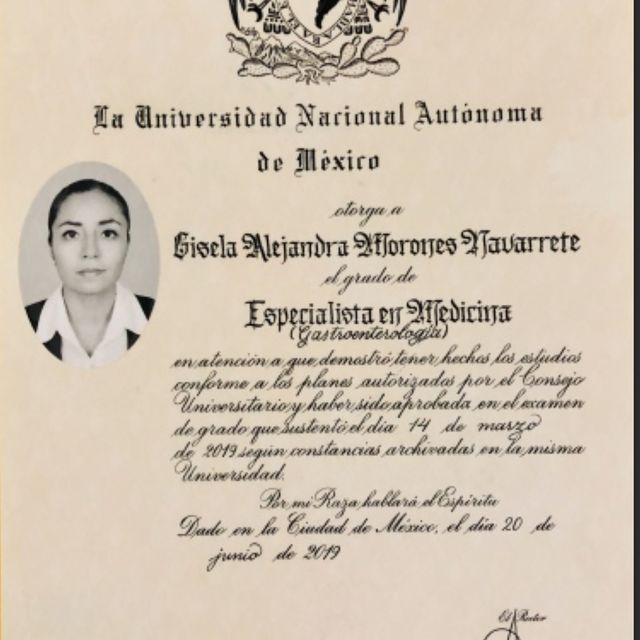 La Universidad Nacional Autónoma
de México
otorga a
Gisela Alejandra Morones Navarrete
el grado de
Especialista en Medicina
(Gastroenterología)
en atención a que demostró tener hechos los estudios
conforme a los planes autorizados por el Consejo
Universitario y haber sido aprobada en el examen
de grado que sustentó el día 14 de marzo
de 2019 según constancias archivadas en la misma
Universidad.
Por mi Raza hablará el Espíritu
Dado en la Ciudad de México, el día 20 de
junio de 2019
El Rector